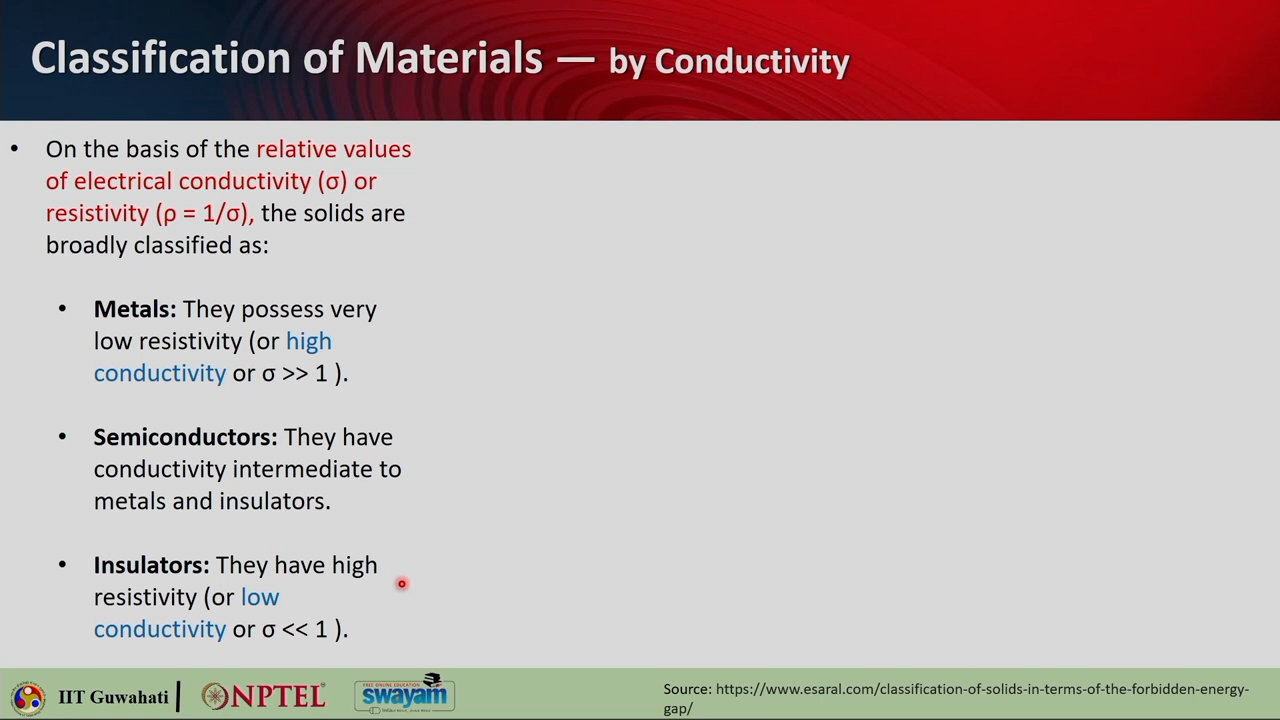 Classification of Materials — by Conductivity
• On the basis of the relative values
of electrical conductivity (σ) or
resistivity (ρ = 1/σ), the solids are
broadly classified as:
• Metals: They possess very
low resistivity (or high
conductivity or σ >> 1 ).
• Semiconductors: They have
conductivity intermediate to
metals and insulators.
• Insulators: They have high
resistivity (or low
conductivity or σ << 1 ).
IIT Guwahati
NPTEL
FREE ONLINE EDUCATION
swayam
Source: https://www.esaral.com/classification-of-solids-in-terms-of-the-forbidden-energy-
gap/